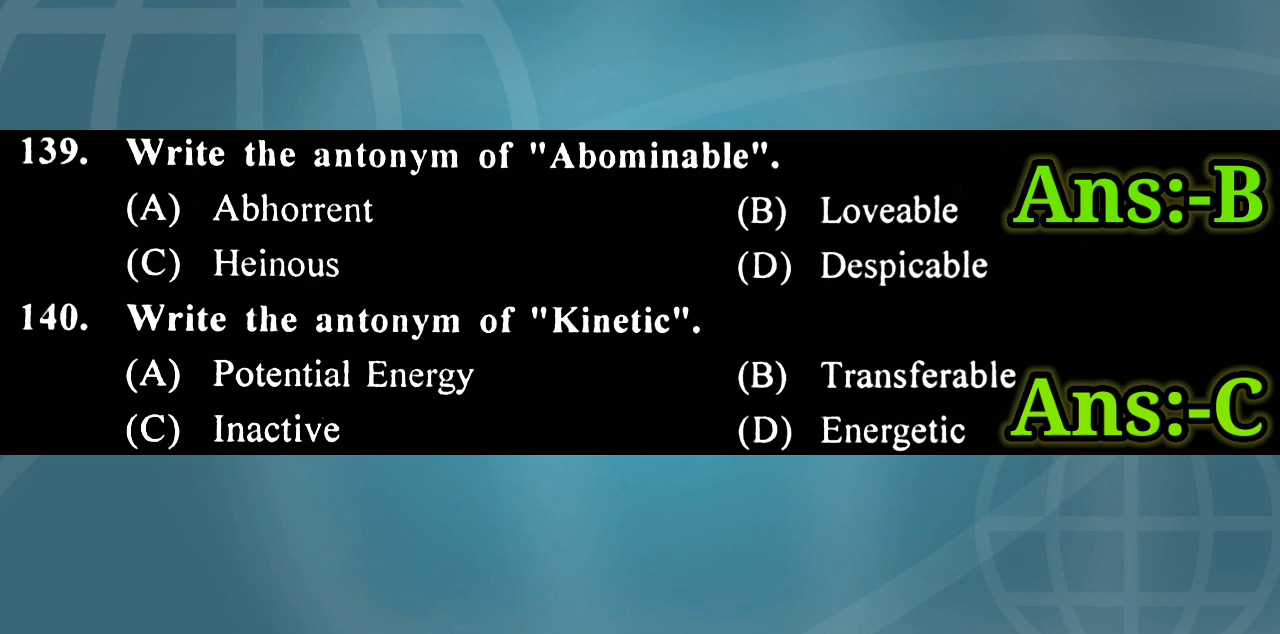 139. Write the antonym of "Abominable".
(A) Abhorrent (B) Loveable Ans:-B
(C) Heinous (D) Despicable
140. Write the antonym of "Kinetic".
(A) Potential Energy (B) Transferable
(C) Inactive (D) Energetic Ans:-C